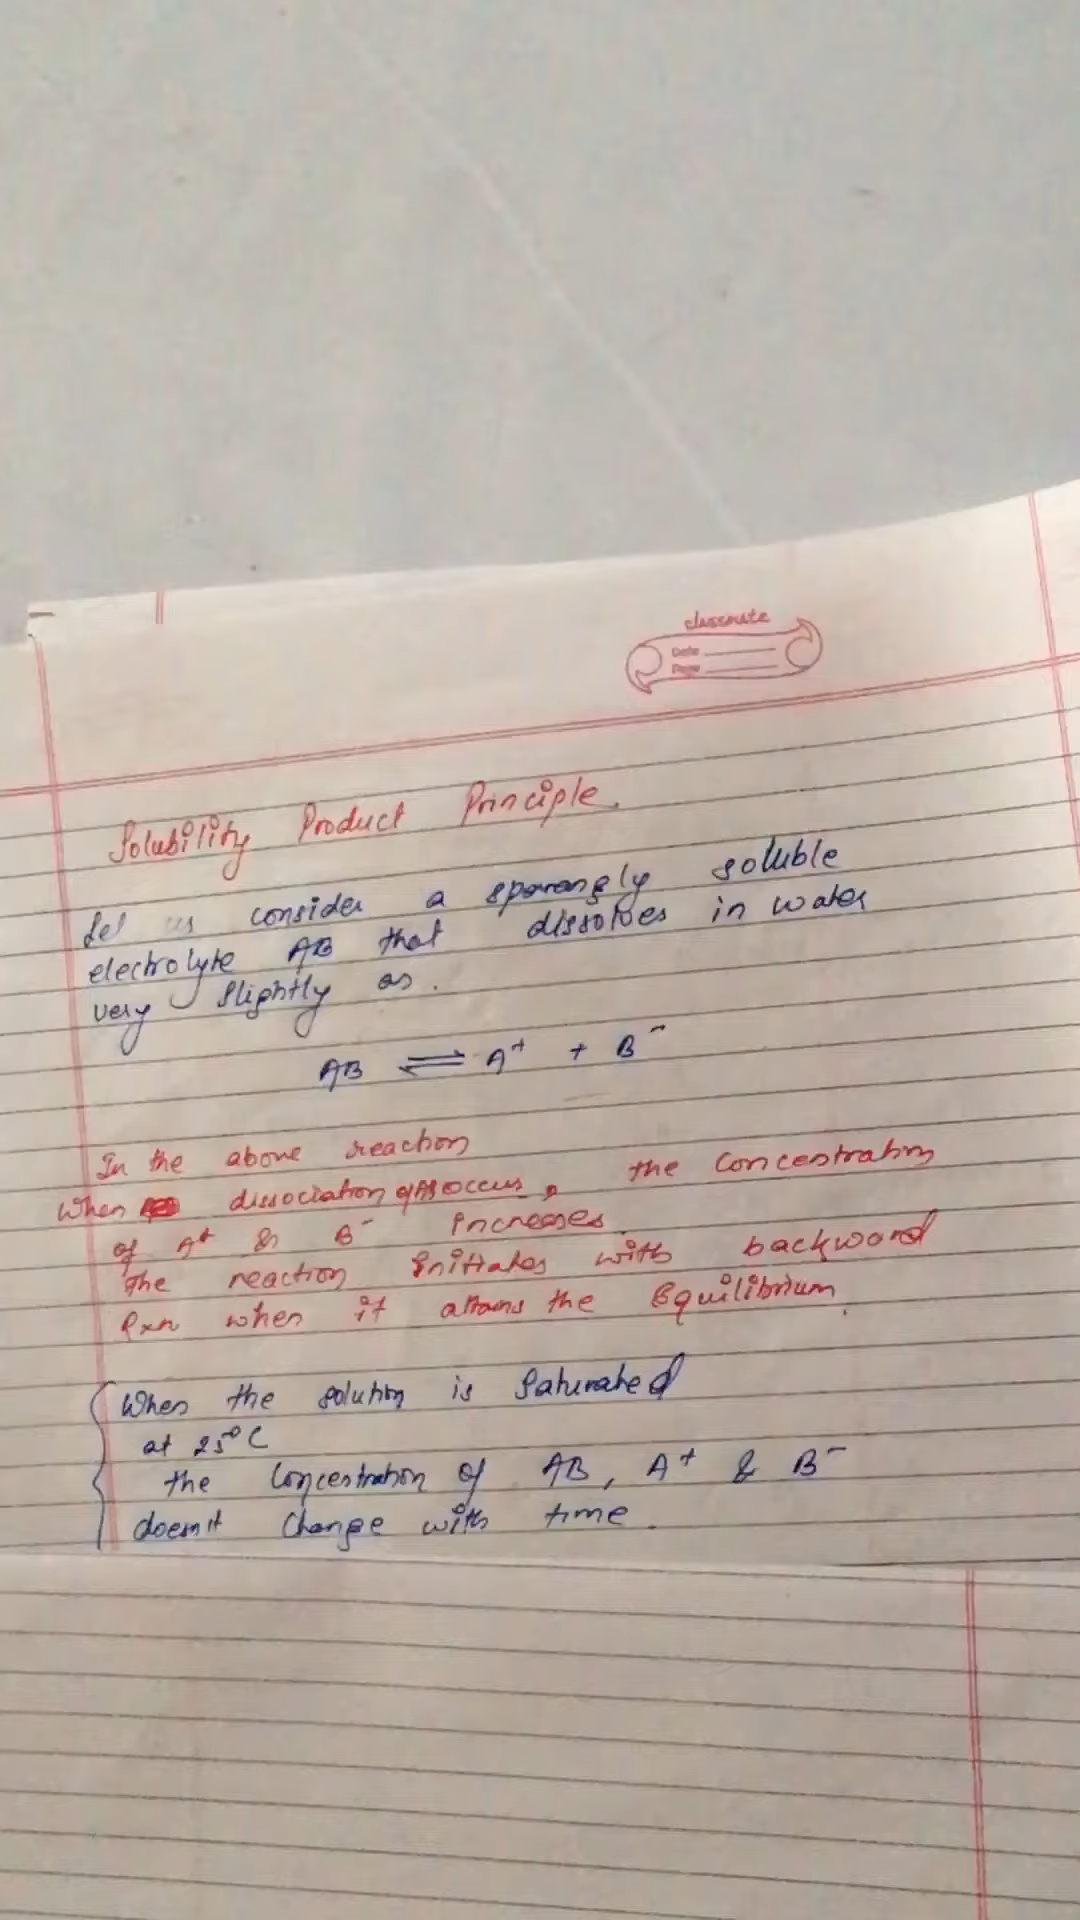 classmate
Date
Page
Solubility Product Principle.
Let us consider a sparengly soluble
electrolyte AB that dissolves in water
very slightly as.
AB ⇌ A⁺ + B⁻
In the above reaction
When dissociation of AB occurs, the concentration
of A⁺ & B⁻ increases
The reaction initiates with backward
rxn when it attains the Equilibrium.
When the solution is saturated
at 25°C
the concentration of AB, A⁺ & B⁻
doesn't change with time.